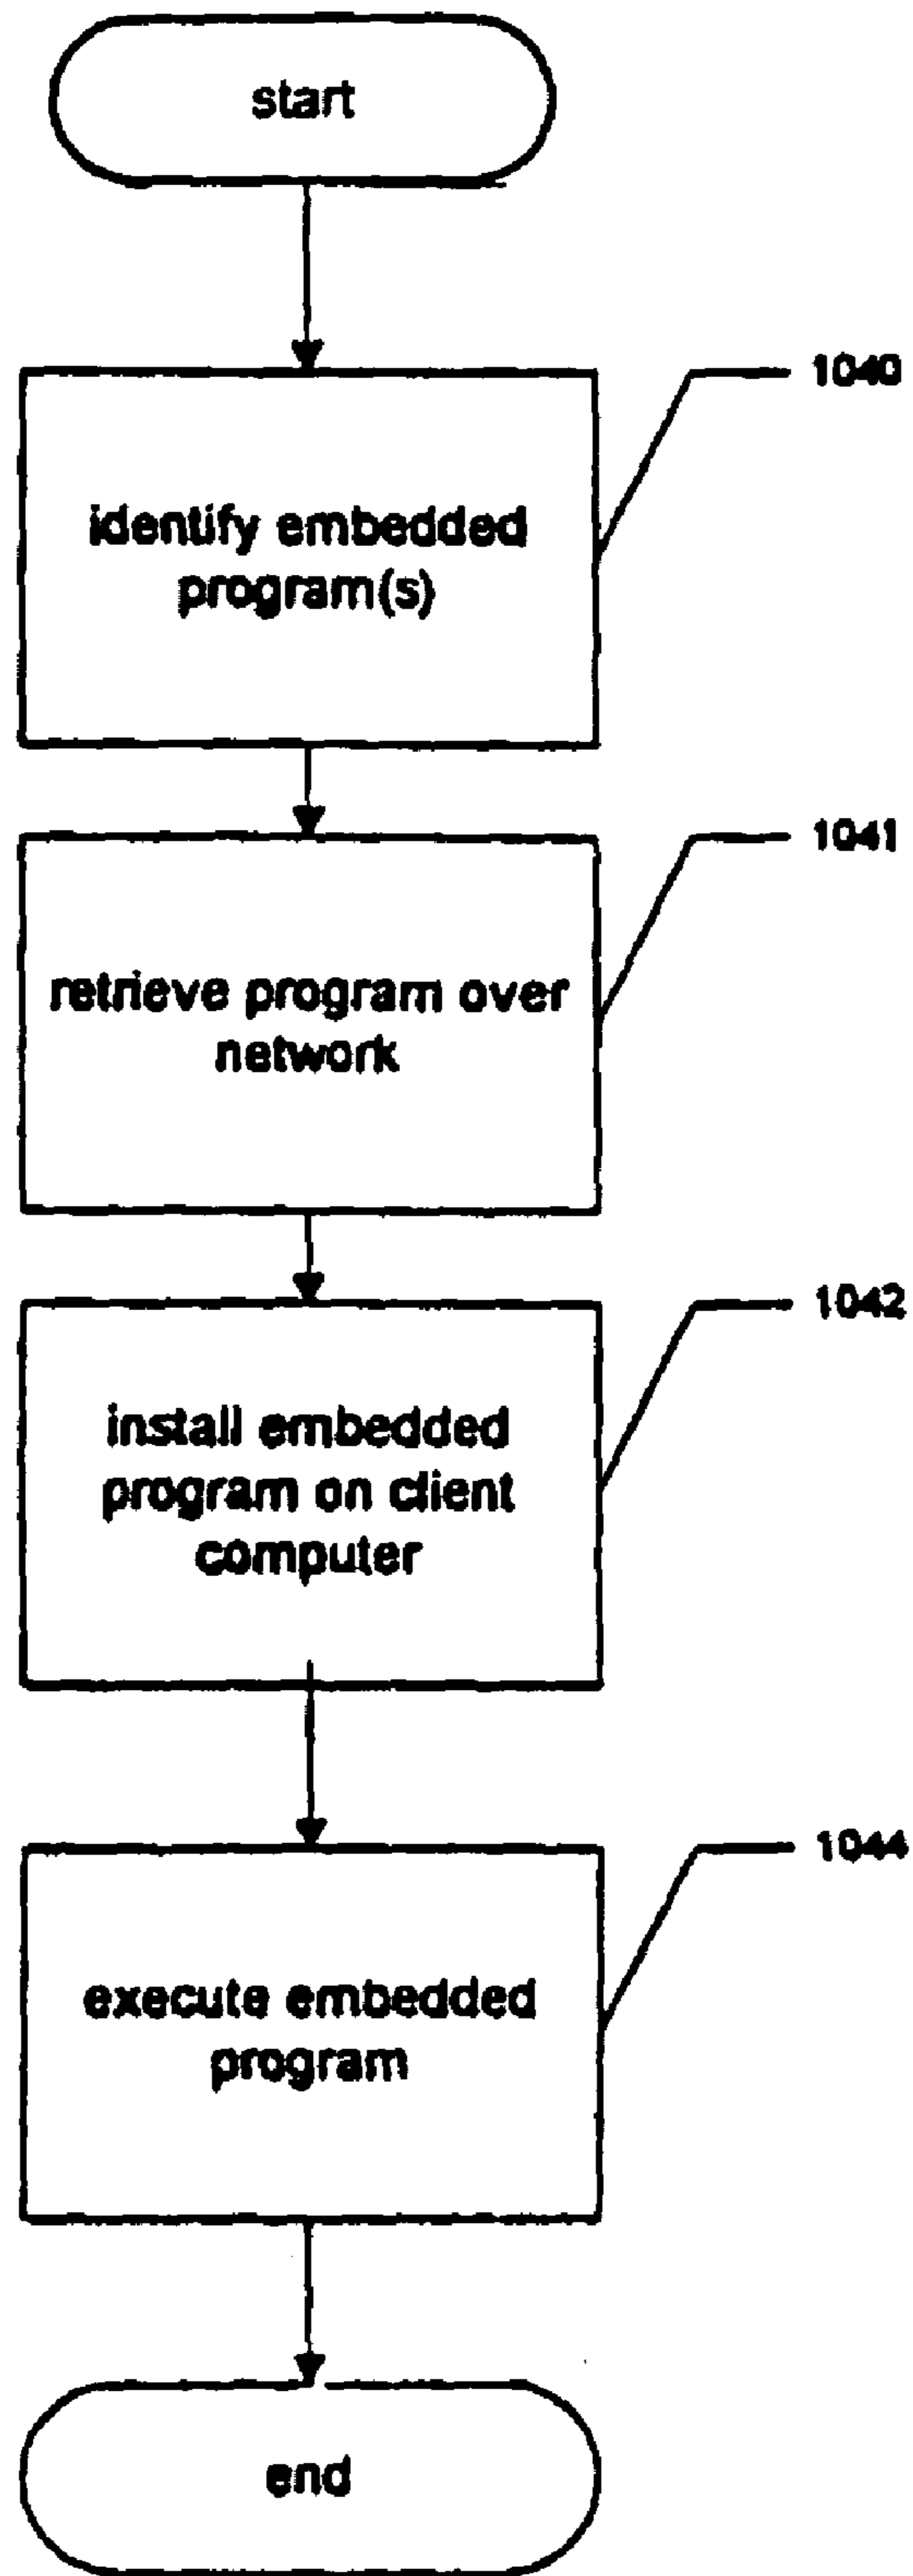 start
1040
identify embedded
program(s)
1041
retrieve program over
network
1042
install embedded
program on client
computer
1044
execute embedded
program
end